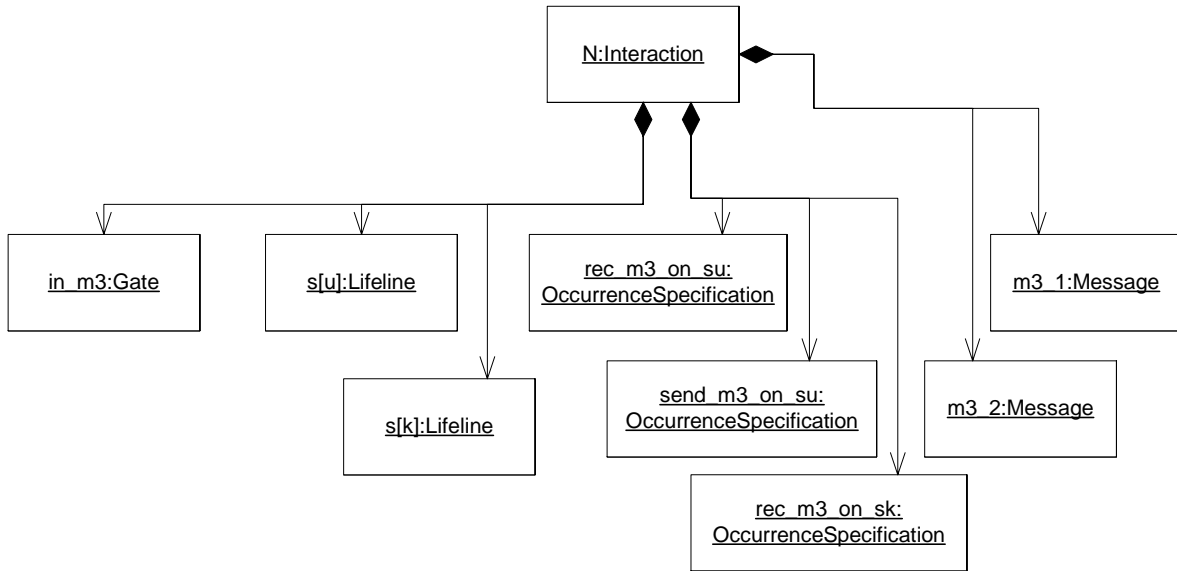 N:Interaction
in_m3:Gate
s[u]:Lifeline
rec_m3_on_su:
OccurrenceSpecification
m3_1:Message
s[k]:Lifeline
send_m3_on_su:
OccurrenceSpecification
m3_2:Message
rec_m3_on_sk:
OccurrenceSpecification